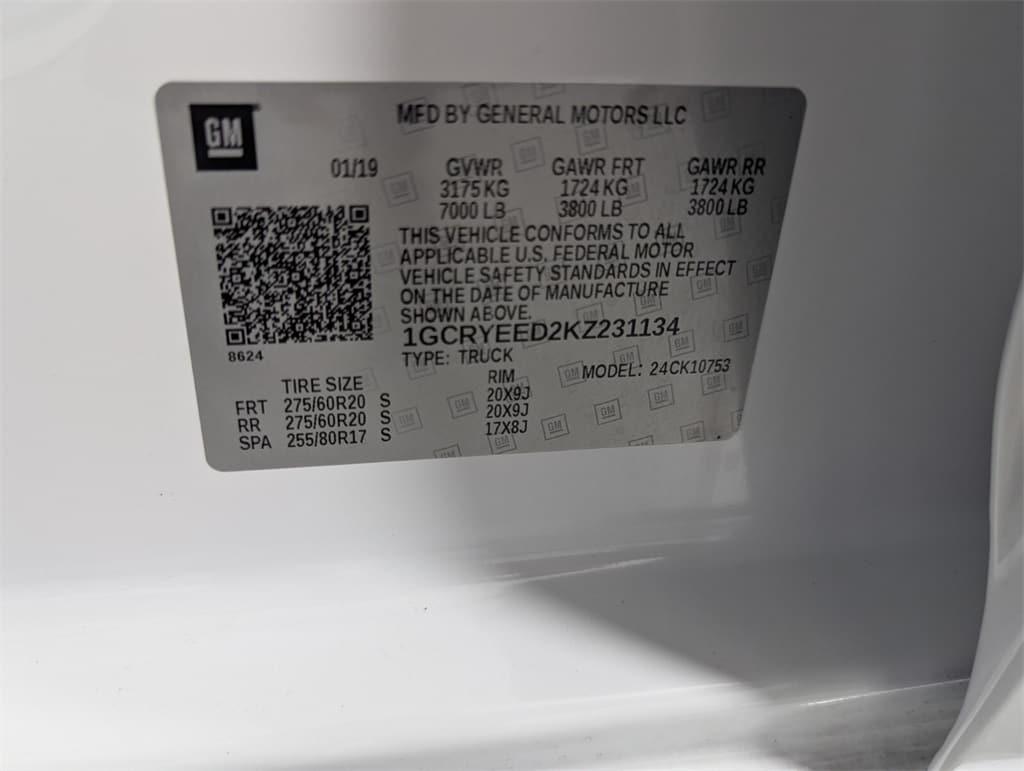 GM
MFD BY GENERAL MOTORS LLC
01/19 GVWR GAWR FRT GAWR RR
3175 KG 1724 KG 1724 KG
7000 LB 3800 LB 3800 LB
THIS VEHICLE CONFORMS TO ALL
APPLICABLE U.S. FEDERAL MOTOR
VEHICLE SAFETY STANDARDS IN EFFECT
ON THE DATE OF MANUFACTURE
SHOWN ABOVE.
8624
1GCRYEED2KZ231134
TYPE: TRUCK
MODEL: 24CK10753
TIRE SIZE RIM
FRT 275/60R20 S 20X9J
RR 275/60R20 S 20X9J
SPA 255/80R17 S 17X8J